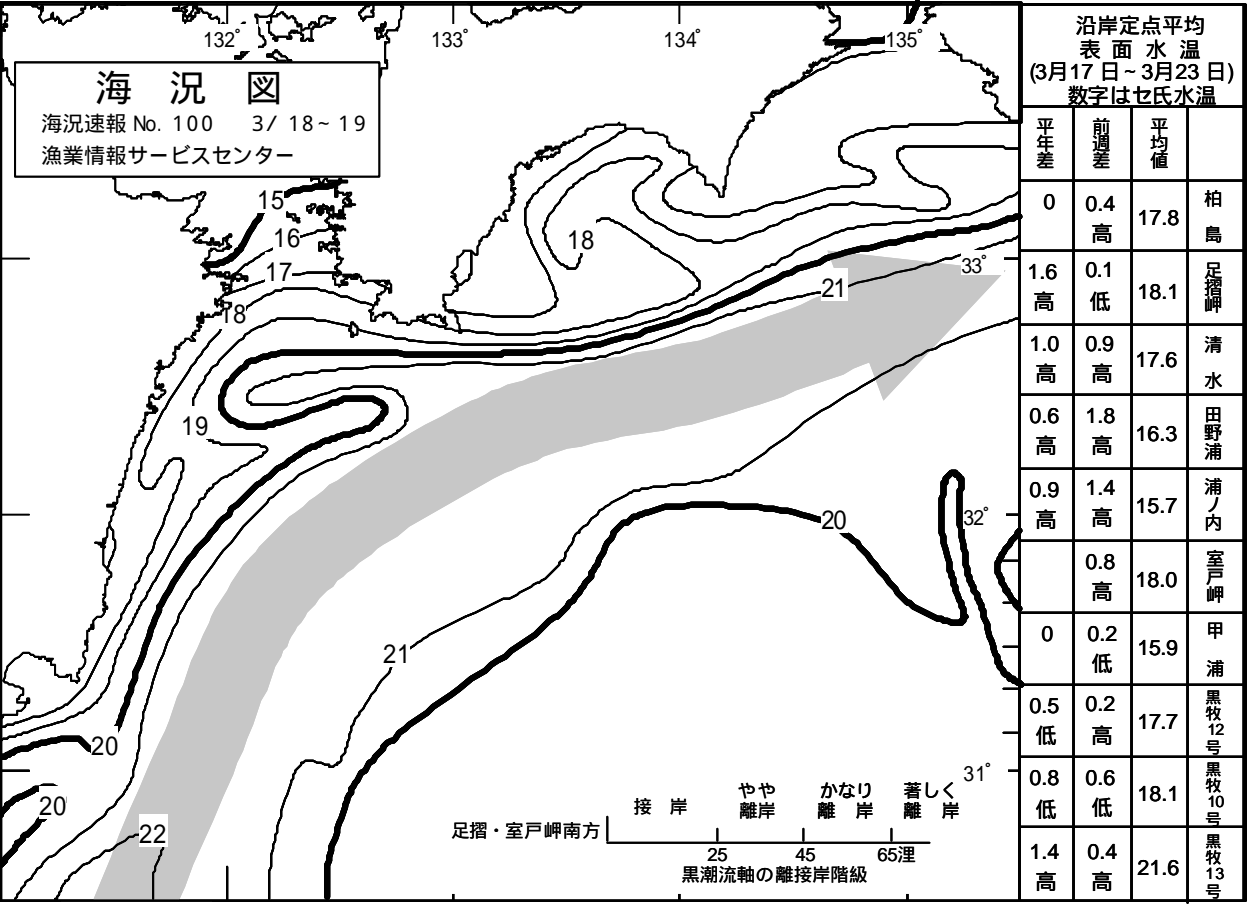 132°
133°
134°
135°
海 況 図
海況速報 No. 100 3/ 18~ 19
漁業情報サービスセンター
15
16
17
18
18
19
20
20
22
21
21
20
33°
32°
31°
接 岸
やや
離岸
かなり
離 岸
著しく
離 岸
足摺・室戸岬南方
25 45 65浬
黒潮流軸の離接岸階級
沿岸定点平均
表 面 水 温
(3月17 日~3月23 日)
数字はセ氏水温
平年差 前週差 平均値
0 0.4高 17.8 柏島
1.6高 0.1低 18.1 足摺岬
1.0高 0.9高 17.6 清水
0.6高 1.8高 16.3 田野浦
0.9高 1.4高 15.7 浦ノ内
0.8高 18.0 室戸岬
0 0.2低 15.9 甲浦
0.5低 0.2高 17.7 黒牧12号
0.8低 0.6低 18.1 黒牧10号
1.4高 0.4高 21.6 黒牧13号